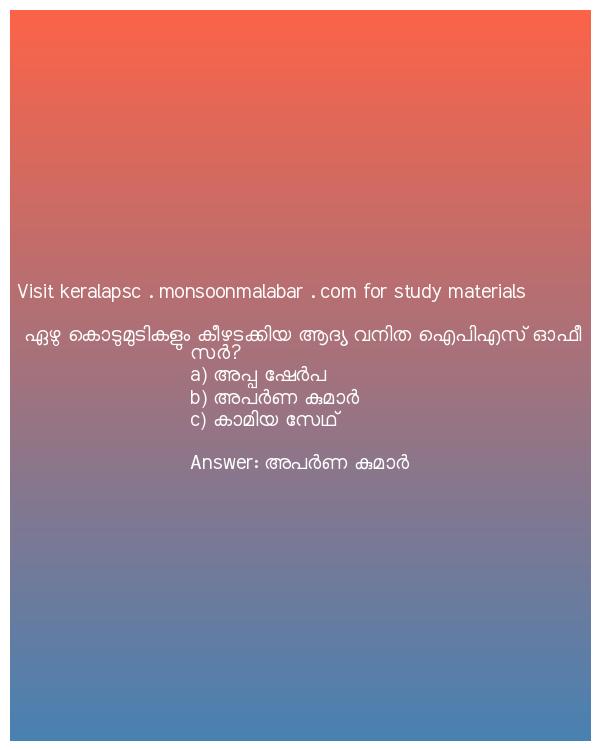 Visit keralapsc . monsoonmalabar . com for study materials
ഏഴു കൊടുമുടികളും കീഴടക്കിയ ആദ്യ വനിത ഐപിഎസ് ഓഫീ
സർ?
a) അപ്പ ഷേർപ
b) അപർണ കുമാർ
c) കാമിയ സേഥ്
Answer: അപർണ കുമാർ